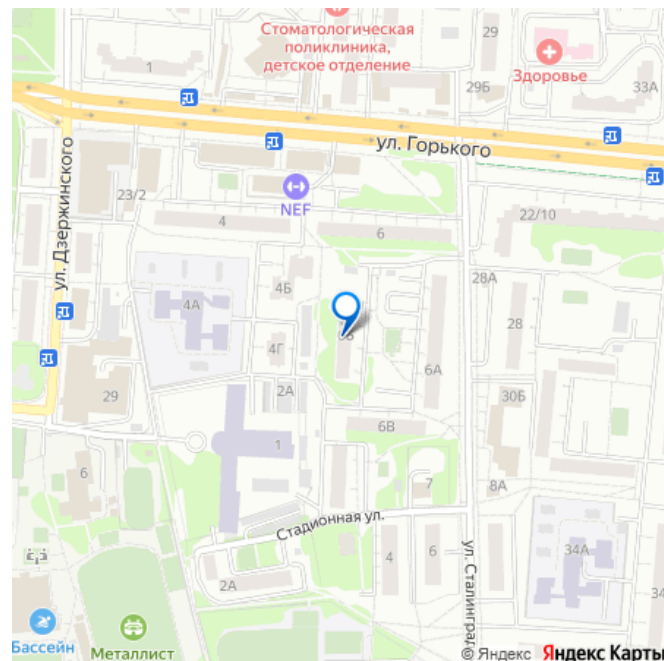 Стоматологическая
поликлиника,
детское отделение
29
Здоровье
1
29Б
33А
ул. Горького
ул. Дзержинского
23/2
NEF
4
6
22/10
4Б
28А
4А
28
4Г
6А
29
2А
30Б
6В
1
6
7
8А
Стадионная ул.
4
6
34А
2А
ул. Сталинград
Бассейн
Металлист
34
© Яндекс Яндекс Карты